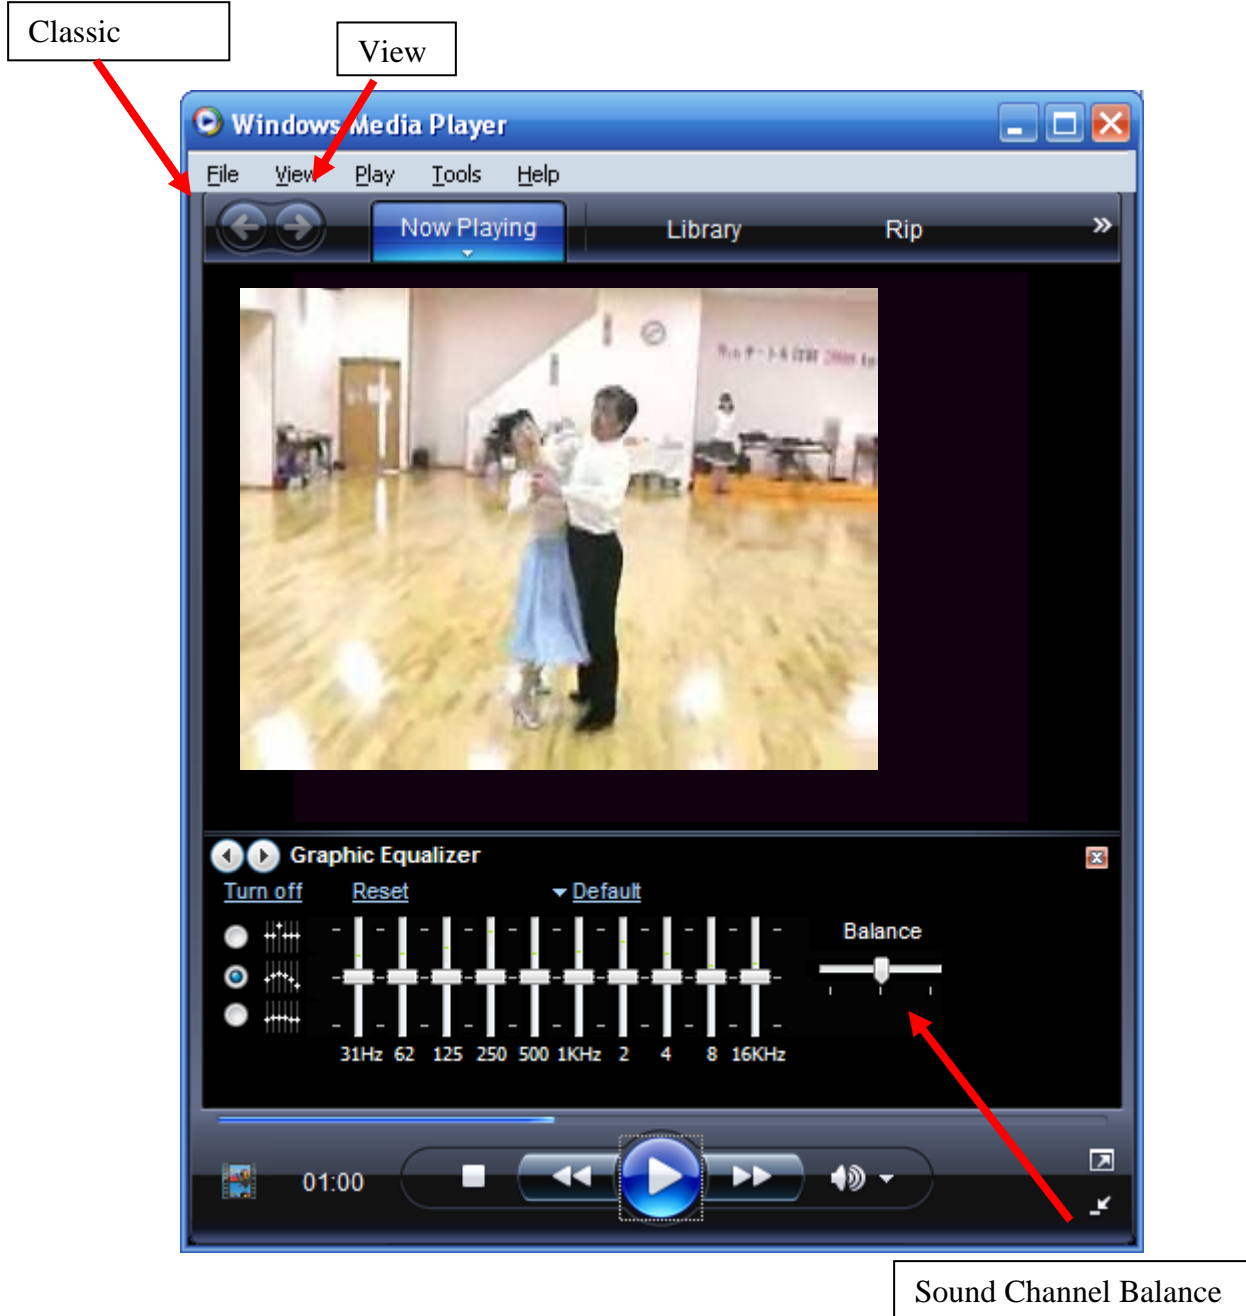 Classic
View
Windows Media Player
File View Play Tools Help
Now Playing Library Rip »
2000
Graphic Equalizer
Turn off Reset Default
Balance
31Hz 62 125 250 500 1KHz 2 4 8 16KHz
01:00
Sound Channel Balance